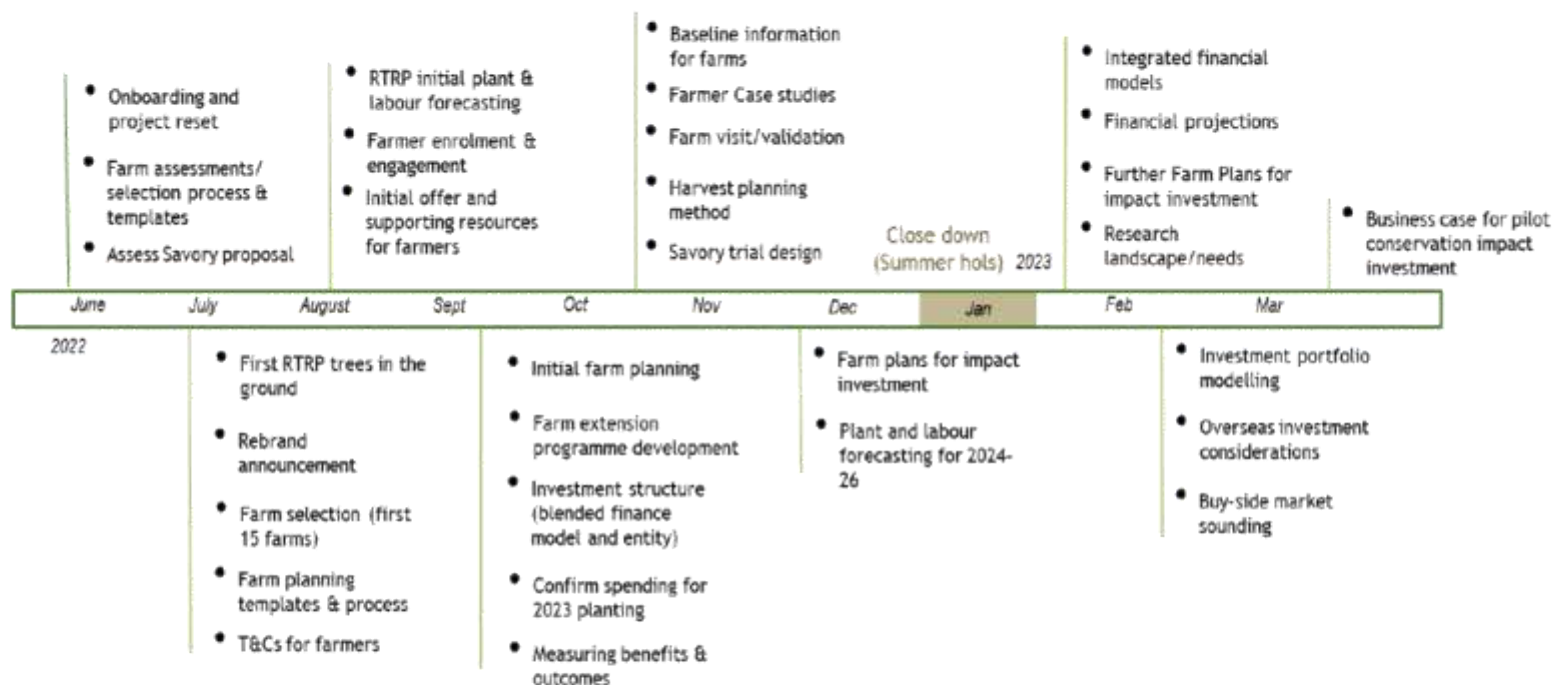 Onboarding and
project reset
Farm assessments/
selection process &
templates
Assess Savory proposal
RTRP initial plant &
labour forecasting
Farmer enrolment &
engagement
Initial offer and
supporting resources
for farmers
Baseline information
for farms
Farmer Case studies
Farm visit/validation
Harvest planning
method
Savory trial design
Close down
(Summer hols)
2023
Integrated financial
models
Financial projections
Further Farm Plans for
impact investment
Research
landscape/needs
Business case for pilot
conservation impact
investment
June
July
August
Sept
Oct
Nov
Dec
Jan
Feb
Mar
2022
First RTRP trees in the
ground
Rebrand
announcement
Farm selection (first
15 farms)
Farm planning
templates & process
T&Cs for farmers
Initial farm planning
Farm extension
programme development
Investment structure
(blended finance
model and entity)
Confirm spending for
2023 planting
Measuring benefits &
outcomes
Farm plans for impact
investment
Plant and labour
forecasting for 2024-
26
Investment portfolio
modelling
Overseas investment
considerations
Buy-side market
sounding